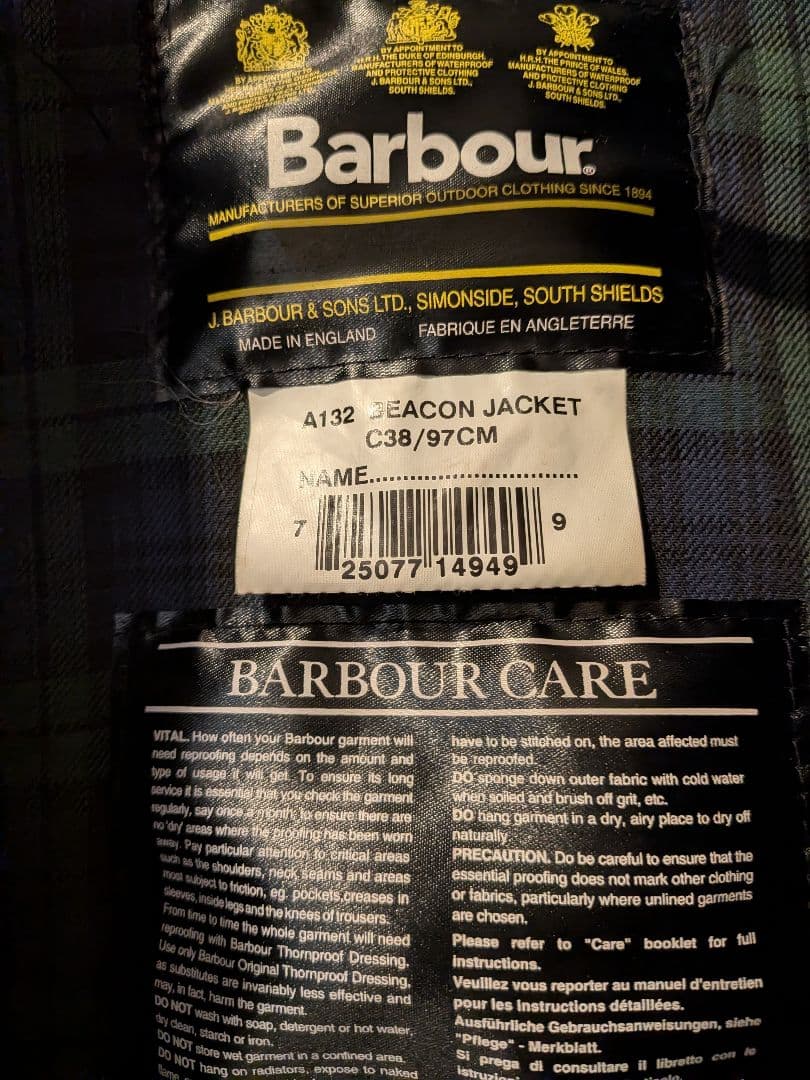 BY APPOINTMENT TO
H.R.H. THE DUKE OF EDINBURGH
MANUFACTURERS OF WATERPROOF
AND PROTECTIVE CLOTHING
J. BARBOUR & SONS LTD.,
SOUTH SHIELDS.
BY APPOINTMENT TO
H.R.H. THE PRINCE OF WALES.
MANUFACTURERS OF WATERPROOF
AND PROTECTIVE CLOTHING
J. BARBOUR & SONS LTD.,
SOUTH SHIELDS.
Barbour®
MANUFACTURERS OF SUPERIOR OUTDOOR CLOTHING SINCE 1894
J. BARBOUR & SONS LTD., SIMONSIDE, SOUTH SHIELDS
MADE IN ENGLAND FABRIQUE EN ANGLETERRE
A132 BEACON JACKET
C38/97CM
NAME..............................
7 25077 14949 9
BARBOUR CARE
VITAL. How often your Barbour garment will
need reproofing depends on the amount and
type of usage it will get. To ensure its long
service it is essential that you check the garment
regularly, say once a month, to ensure there are
no 'dry' areas where the proofing has been worn
away. Pay particular attention to critical areas
such as the shoulders, neck seams and areas
most subject to friction, eg. pockets, creases in
sleeves, inside legs and the knees of trousers.
From time to time the whole garment will need
reproofing with Barbour Thornproof Dressing.
Use only Barbour Original Thornproof Dressing,
as substitutes are invariably less effective and
may, in fact, harm the garment.
DO NOT wash with soap, detergent or hot water,
dry clean, starch or iron.
DO NOT store wet garment in a confined area.
DO NOT hang on radiators, expose to naked
flame
have to be stitched on, the area affected must
be reproofed.
DO sponge down outer fabric with cold water
when soiled and brush off grit, etc.
DO hang garment in a dry, airy place to dry off
naturally
PRECAUTION. Do be careful to ensure that the
essential proofing does not mark other clothing
or fabrics, particularly where unlined garments
are chosen.
Please refer to "Care" booklet for full
instructions.
Veuillez vous reporter au manuel d'entretien
pour les instructions détaillées.
Ausführliche Gebrauchsanweisungen, siehe
"Pflege" - Merkblatt.
Si prega di consultare il libretto con le